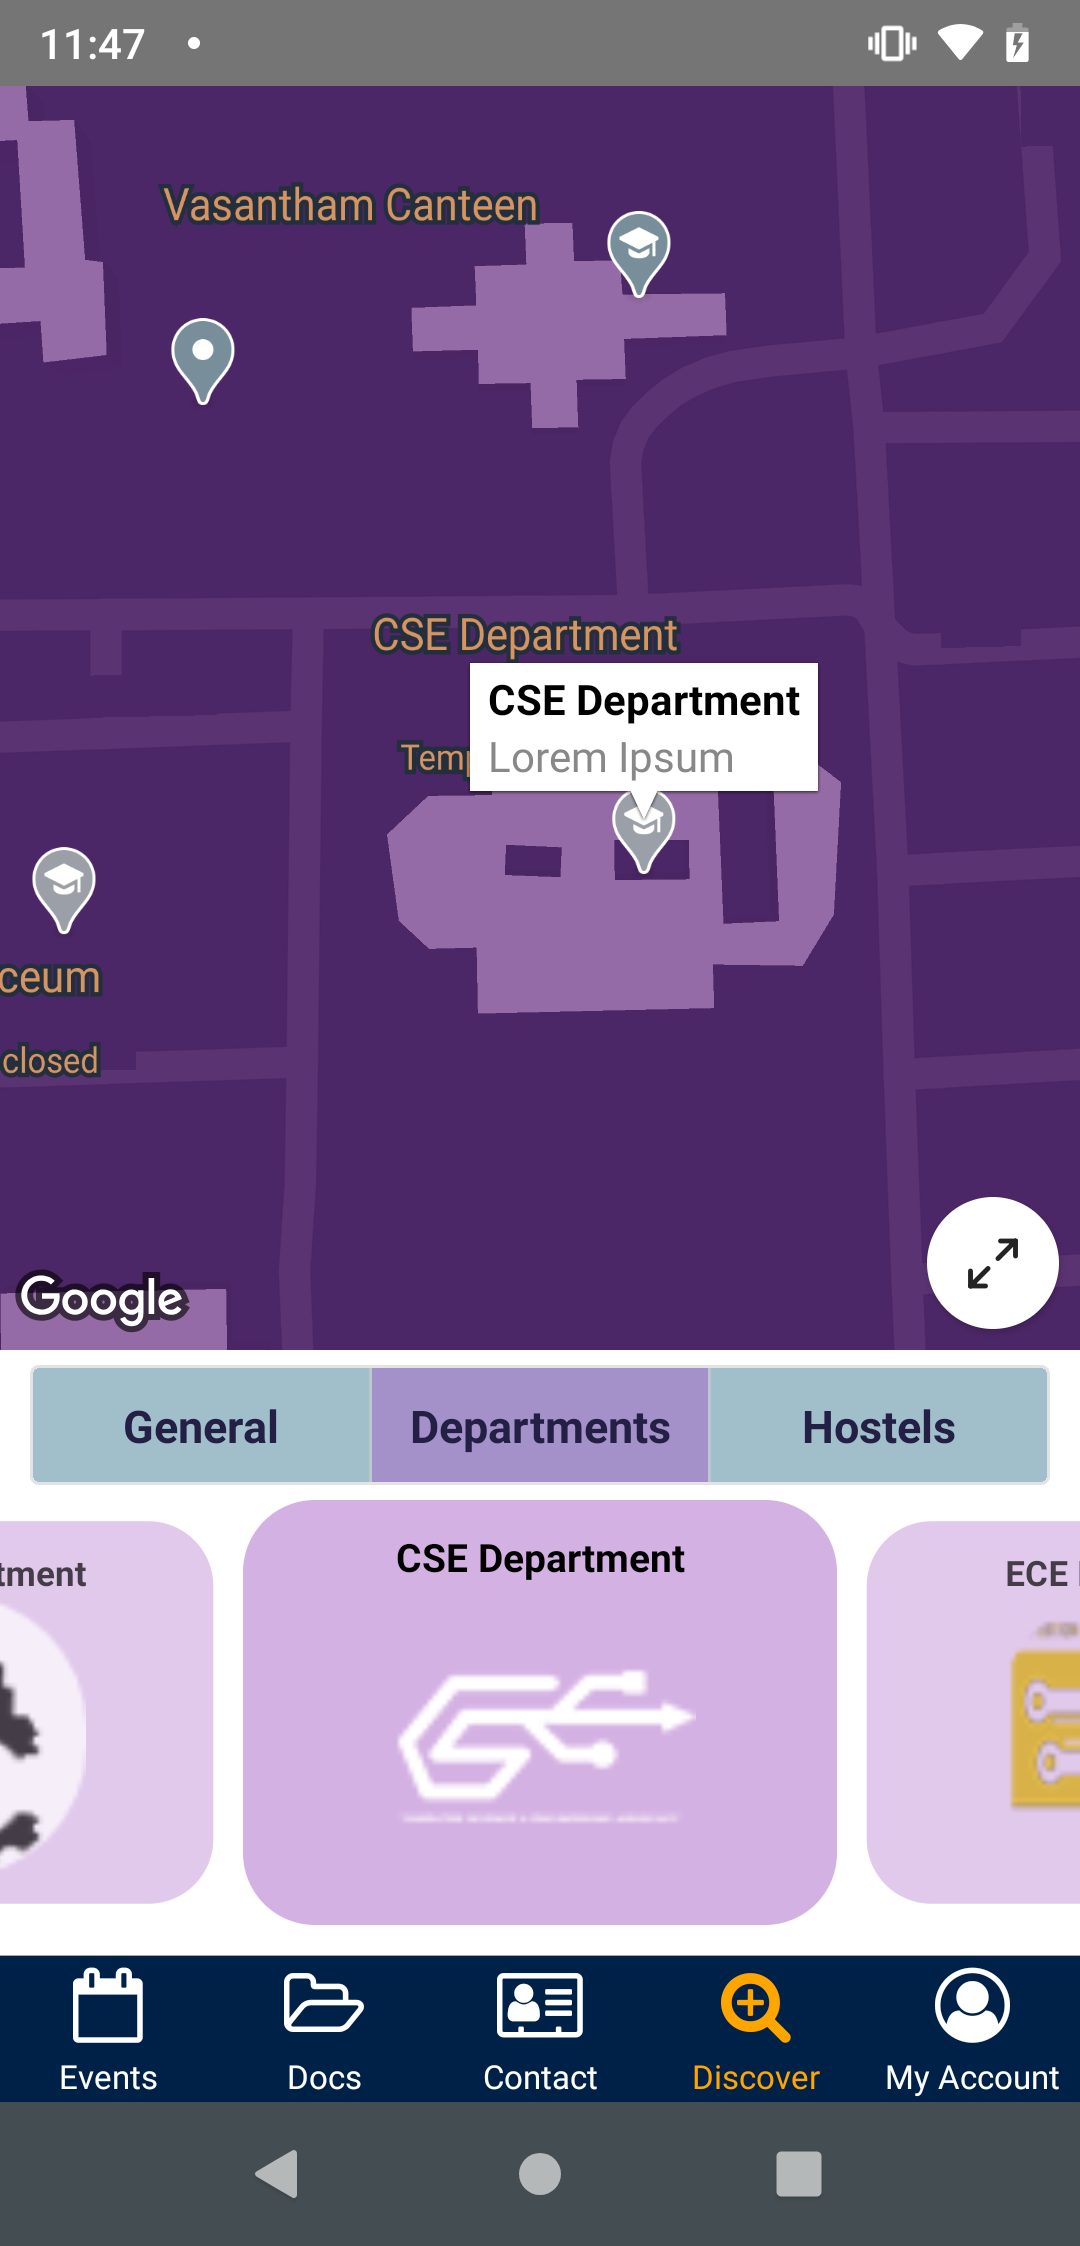 11:47
Vasantham Canteen
CSE Department
CSE Department
Lorem Ipsum
Temp
ceum
closed
Google
General
Departments
Hostels
tment
CSE Department
ECE
Events
Docs
Contact
Discover
My Account